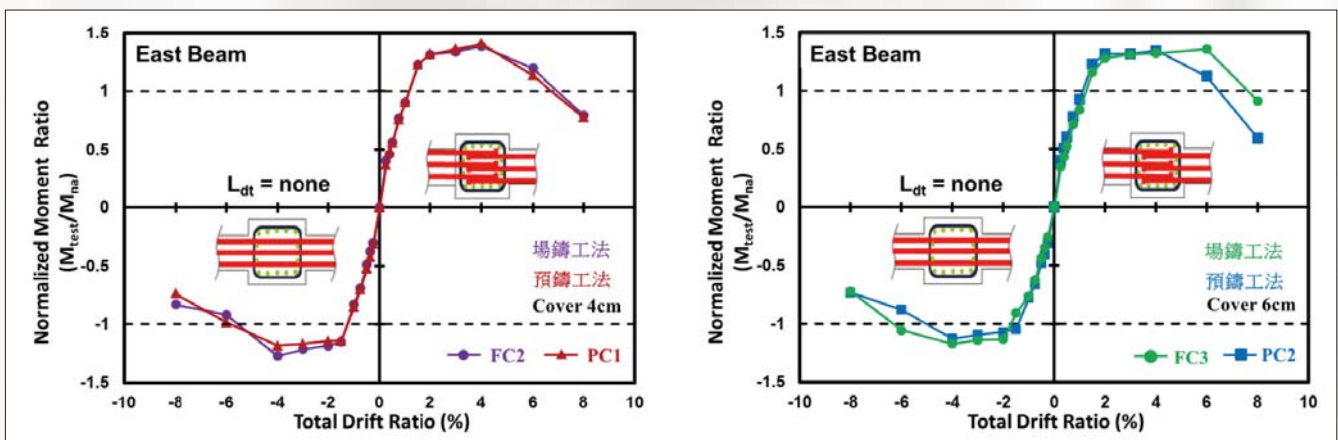 East Beam
1.5
1
0.5
0
-0.5
-1
-1.5
Normalized Moment Ratio
(Mtest/Mna)
Ldt = none
場鑄工法
預鑄工法
Cover 4cm
FC2 PC1
-10 -8 -6 -4 -2 0 2 4 6 8 10
Total Drift Ratio (%)
East Beam
1.5
1
0.5
0
-0.5
-1
-1.5
Normalized Moment Ratio
(Mtest/Mna)
Ldt = none
場鑄工法
預鑄工法
Cover 6cm
FC3 PC2
-10 -8 -6 -4 -2 0 2 4 6 8 10
Total Drift Ratio (%)